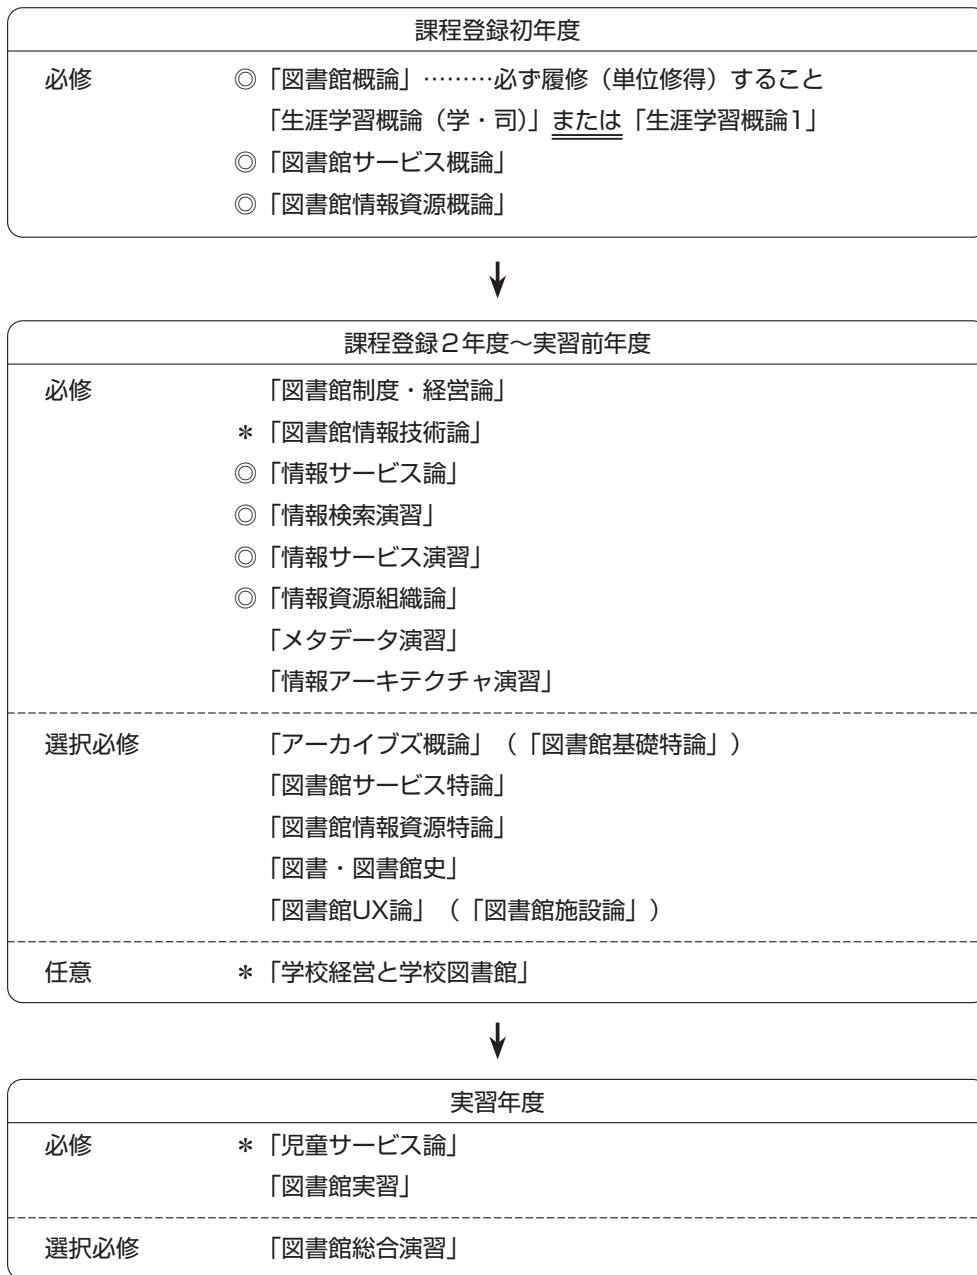 課程登録初年度
必修 ◎「図書館概論」………必ず履修（単位修得）すること
「生涯学習概論（学・司）」または「生涯学習概論1」
◎「図書館サービス概論」
◎「図書館情報資源概論」
課程登録２年度～実習前年度
必修 「図書館制度・経営論」
＊「図書館情報技術論」
◎「情報サービス論」
◎「情報検索演習」
◎「情報サービス演習」
◎「情報資源組織論」
「メタデータ演習」
「情報アーキテクチャ演習」
選択必修 「アーカイブズ概論」（「図書館基礎特論」）
「図書館サービス特論」
「図書館情報資源特論」
「図書・図書館史」
「図書館UX論」（「図書館施設論」）
任意 ＊「学校経営と学校図書館」
実習年度
必修 ＊「児童サービス論」
「図書館実習」
選択必修 「図書館総合演習」